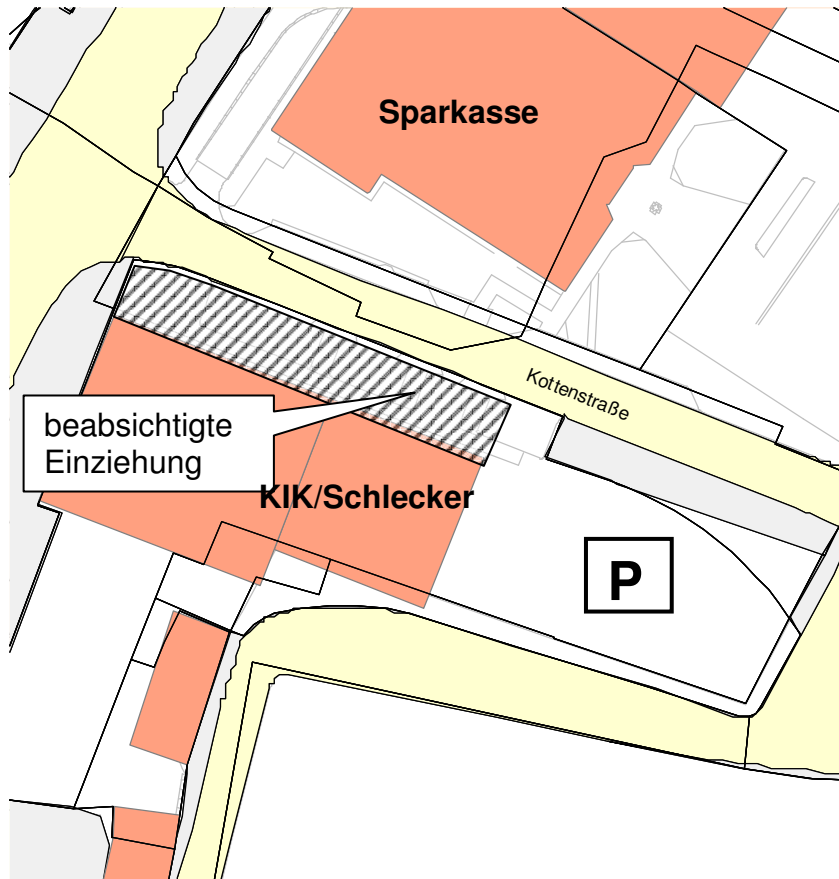 Sparkasse
Kottenstraße
beabsichtigte
Einziehung
KIK/Schlecker
P